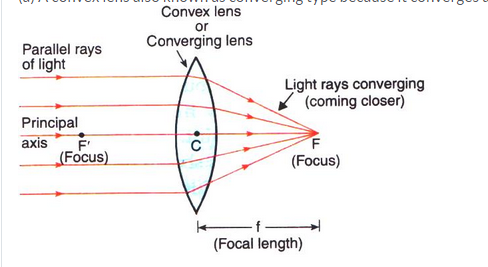 (a) A convex lens also known as converging type because it converges a
Convex lens
or
Converging lens
Parallel rays
of light
Light rays converging
(coming closer)
Principal
axis
F'
(Focus)
C
F
(Focus)
f
(Focal length)